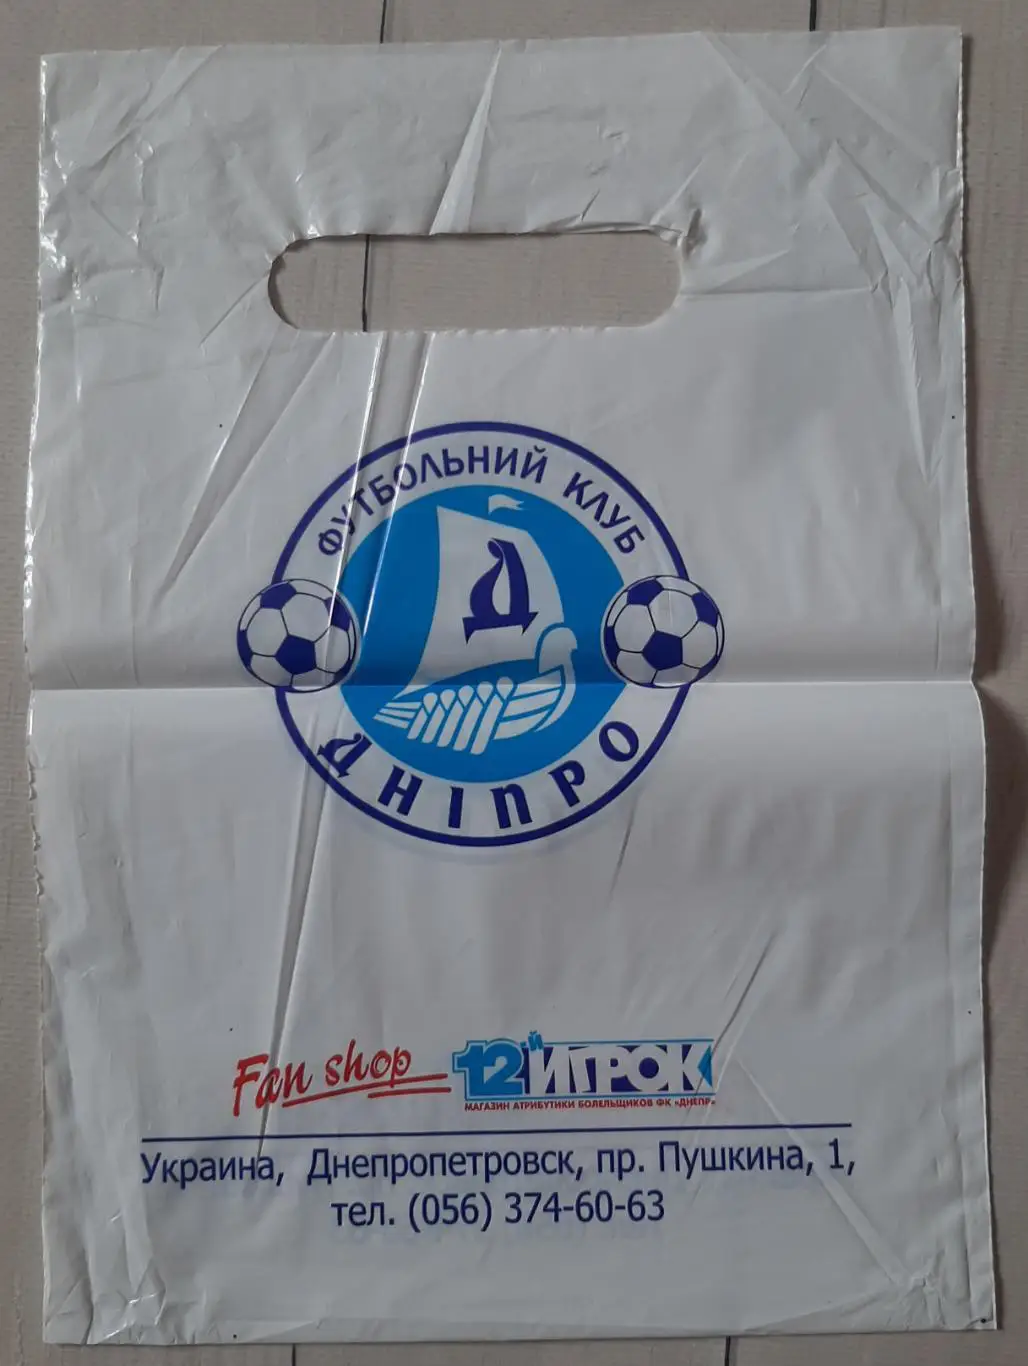 ФУТБОЛЬНИЙ КЛУБ
Д
ДНІПРО
Fan shop
12-й ИГРОК
МАГАЗИН АТРИБУТИКИ БОЛЕЛЬЩИКОВ ФК «ДНЕПР»
Украина, Днепропетровск, пр. Пушкина, 1,
тел. (056) 374-60-63